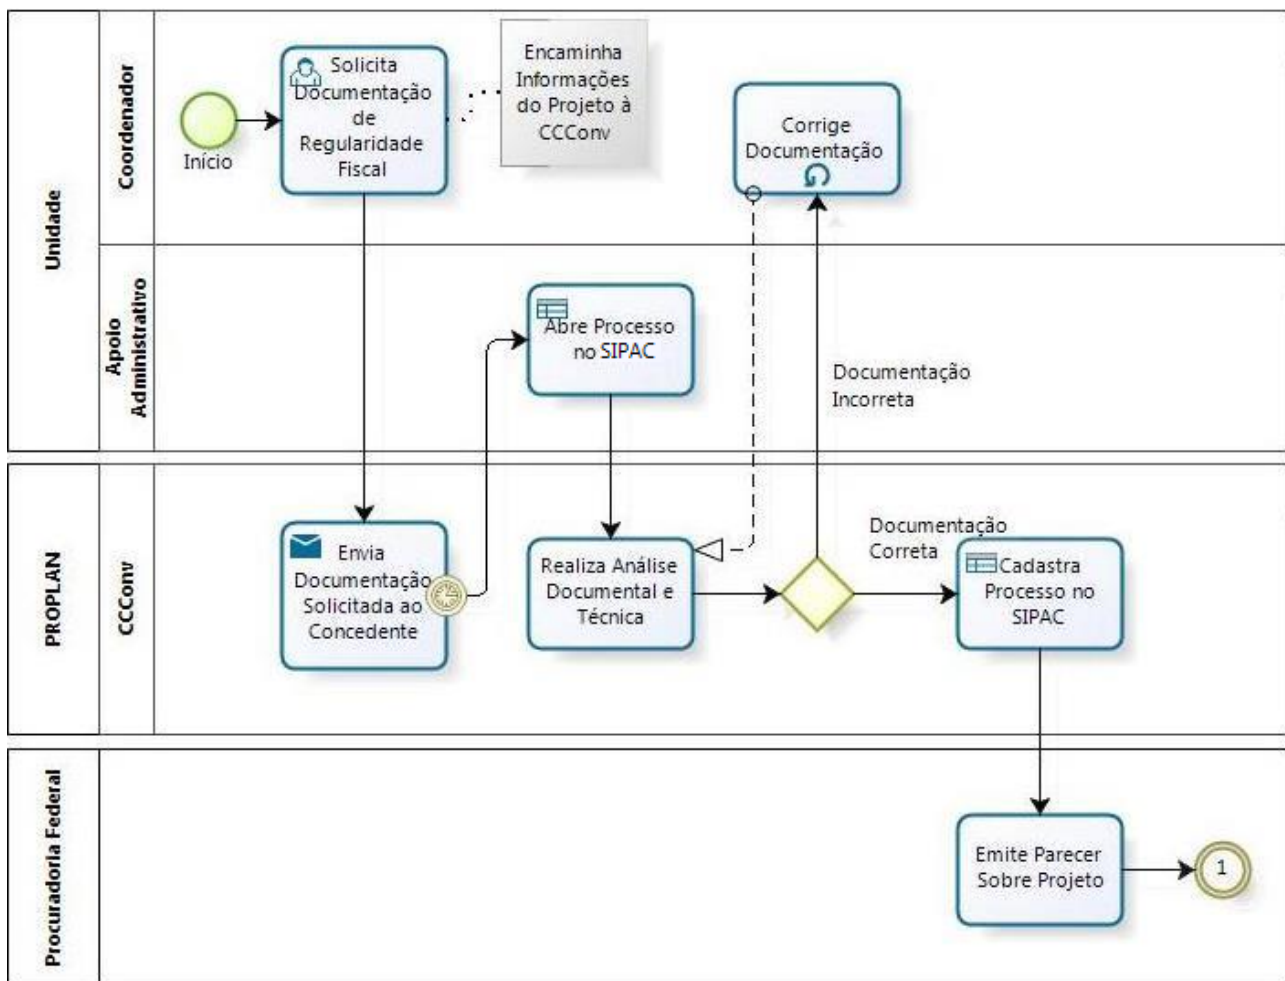 Unidade
Coordenador
Início
Solicita
Documentação
de
Regularidade
Fiscal
Encaminha
Informações
do Projeto à
CCConv
Corrige
Documentação
Apoio
Administrativo
Abre Processo
no SIPAC
Documentação
Incorreta
PROPLAN
CCConv
Envia
Documentação
Solicitada ao
Concedente
Realiza Análise
Documental e
Técnica
Documentação
Correta
Cadastra
Processo no
SIPAC
Procuradoria Federal
Emite Parecer
Sobre Projeto
1